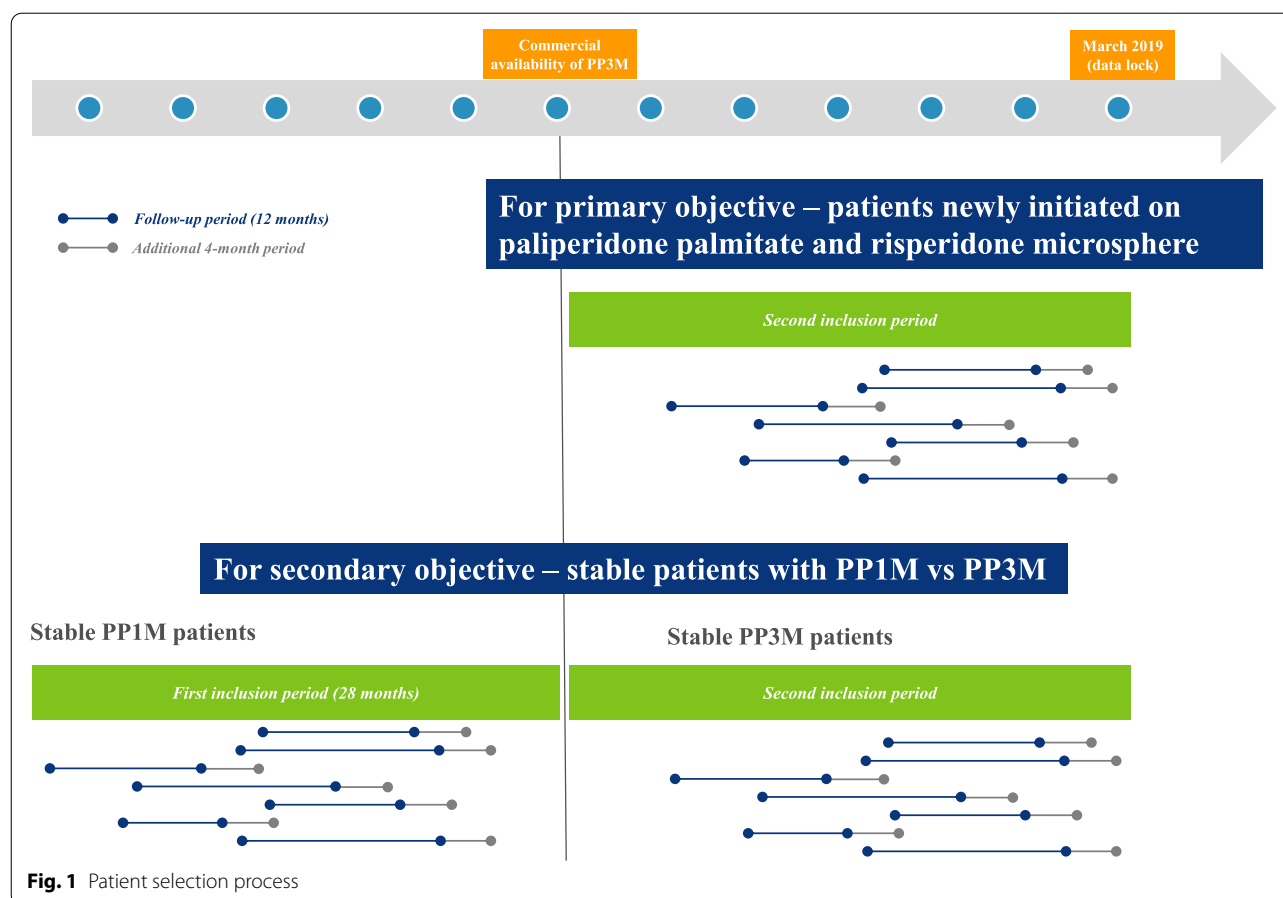 Commercial
availability of PP3M
March 2019
(data lock)
Follow-up period (12 months)
Additional 4-month period
For primary objective – patients newly initiated on
paliperidone palmitate and risperidone microsphere
Second inclusion period
For secondary objective – stable patients with PP1M vs PP3M
Stable PP1M patients
Stable PP3M patients
First inclusion period (28 months)
Second inclusion period
Fig. 1 Patient selection process